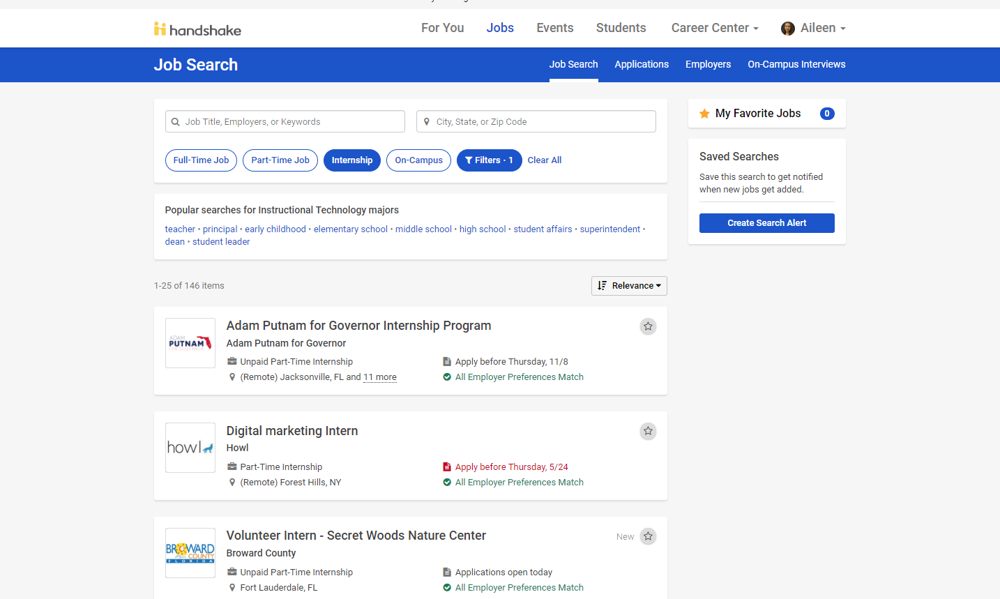 handshake
For You Jobs Events Students Career Center Aileen
Job Search
Job Search Applications Employers On-Campus Interviews
Job Title, Employers, or Keywords
City, State, or Zip Code
Full-Time Job Part-Time Job Internship On-Campus Filters · 1 Clear All
My Favorite Jobs 0
Saved Searches
Save this search to get notified
when new jobs get added.
Create Search Alert
Popular searches for Instructional Technology majors
teacher • principal • early childhood • elementary school • middle school • high school • student affairs • superintendent •
dean • student leader
1-25 of 146 items
Relevance
ADAM
PUTNAM
FOR GOVERNOR
Adam Putnam for Governor Internship Program
Adam Putnam for Governor
Unpaid Part-Time Internship
Apply before Thursday, 11/8
(Remote) Jacksonville, FL and 11 more
All Employer Preferences Match
howl
Digital marketing Intern
Howl
Part-Time Internship
Apply before Thursday, 5/24
(Remote) Forest Hills, NY
All Employer Preferences Match
BROWARD
COUNTY
FLORIDA
Volunteer Intern - Secret Woods Nature Center
New
Broward County
Unpaid Part-Time Internship
Applications open today
Fort Lauderdale, FL
All Employer Preferences Match